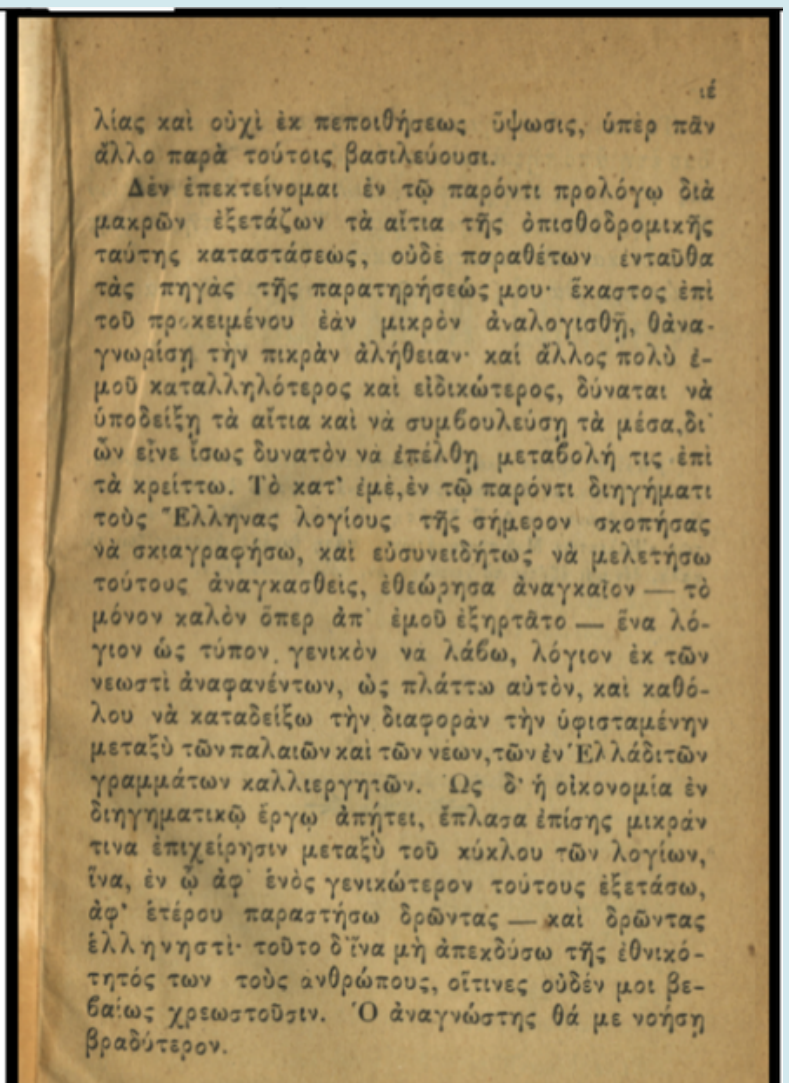 ιέ
λίας καὶ οὐχὶ ἐκ πεποιθήσεως ὕψωσις, ὑπὲρ πᾶν
ἄλλο παρὰ τούτοις βασιλεύουσι.
Δὲν ἐπεκτείνομαι ἐν τῷ παρόντι προλόγῳ διὰ
μακρῶν ἐξετάζων τὰ αἴτια τῆς ὀπισθοδρομικῆς
ταύτης καταστάσεως, οὐδὲ παραθέτων ἐνταῦθα
τὰς πηγὰς τῆς παρατηρήσεώς μου· ἕκαστος ἐπὶ
τοῦ προκειμένου ἐὰν μικρὸν ἀναλογισθῇ, θἀνα-
γνωρίσῃ τὴν πικρὰν ἀλήθειαν· καί ἄλλος πολὺ ἐ-
μοῦ καταλληλότερος καὶ εἰδικώτερος, δύναται νὰ
ὑποδείξῃ τὰ αἴτια καὶ νὰ συμβουλεύσῃ τὰ μέσα, δι᾿
ὧν εἶνε ἴσως δυνατὸν νὰ ἐπέλθῃ μεταβολή τις ἐπὶ
τὰ κρείττω. Τὸ κατ᾿ ἐμὲ, ἐν τῷ παρόντι διηγήματι
τοὺς Ἕλληνας λογίους τῆς σήμερον σκοπήσας
νὰ σκιαγραφήσω, καὶ εὐσυνειδήτως νὰ μελετήσω
τούτους ἀναγκασθεὶς, ἐθεώρησα ἀναγκαῖον — τὸ
μόνον καλὸν ὅπερ ἀπ᾿ ἐμοῦ ἐξηρτᾶτο — ἕνα λό-
γιον ὡς τύπον γενικὸν νὰ λάβω, λόγιον ἐκ τῶν
νεωστὶ ἀναφανέντων, ὡς πλάττω αὐτὸν, καὶ καθό-
λου νὰ καταδείξω τὴν διαφορὰν τὴν ὑφισταμένην
μεταξὺ τῶν παλαιῶν καὶ τῶν νεων, τῶν ἐν Ἑλλάδι τῶν
γραμμάτων καλλιεργητῶν. Ὡς δ᾿ ἡ οἰκονομία ἐν
διηγηματικῷ ἔργῳ ἀπῄτει, ἔπλασα ἐπίσης μικράν
τινα ἐπιχείρησιν μεταξὺ τοῦ κύκλου τῶν λογίων,
ἵνα, ἐν ᾧ ἀφ᾿ ἑνὸς γενικώτερον τούτους ἐξετάσω,
ἀφ᾿ ἑτέρου παραστήσω δρῶντας — καὶ δρῶντας
ἑλληνηστὶ· τοῦτο δ᾿ ἵνα μὴ ἀπεκδύσω τῆς ἐθνικό-
τητός των τοὺς ἀνθρώπους, οἵτινες οὐδέν μοι βε-
βαίως χρεωστοῦσιν. Ὁ ἀναγνώστης θά με νοήσῃ
βραδύτερον.